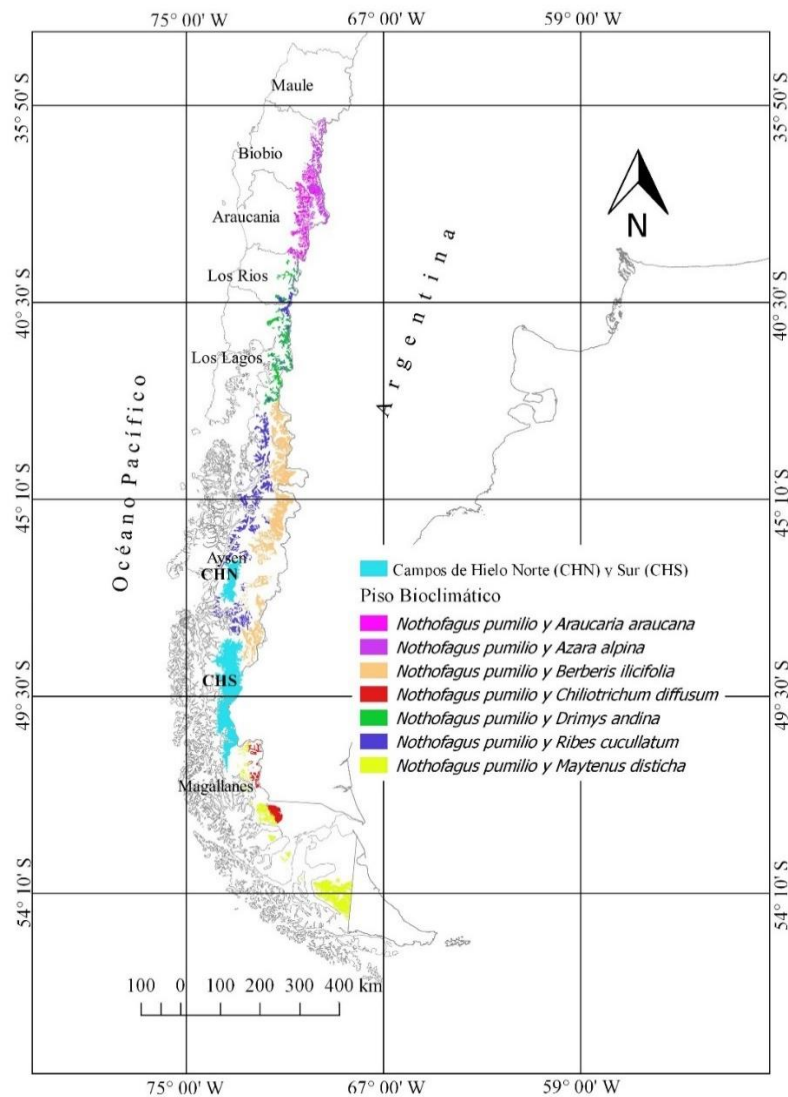 75° 00' W
67° 00' W
59° 00' W
35° 50' S
35° 50' S
Maule
Biobio
Araucania
N
Los Rios
40° 30' S
40° 30' S
Los Lagos
Argentina
Océano Pacífico
45° 10' S
45° 10' S
Aysen
CHN
CHS
Campos de Hielo Norte (CHN) y Sur (CHS)
Piso Bioclimático
Nothofagus pumilio y Araucaria araucana
Nothofagus pumilio y Azara alpina
Nothofagus pumilio y Berberis ilicifolia
Nothofagus pumilio y Chiliotrichum diffusum
Nothofagus pumilio y Drimys andina
Nothofagus pumilio y Ribes cucullatum
Nothofagus pumilio y Maytenus disticha
49° 30' S
49° 30' S
Magallanes
54° 10' S
54° 10' S
100 0 100 200 300 400 km
75° 00' W
67° 00' W
59° 00' W